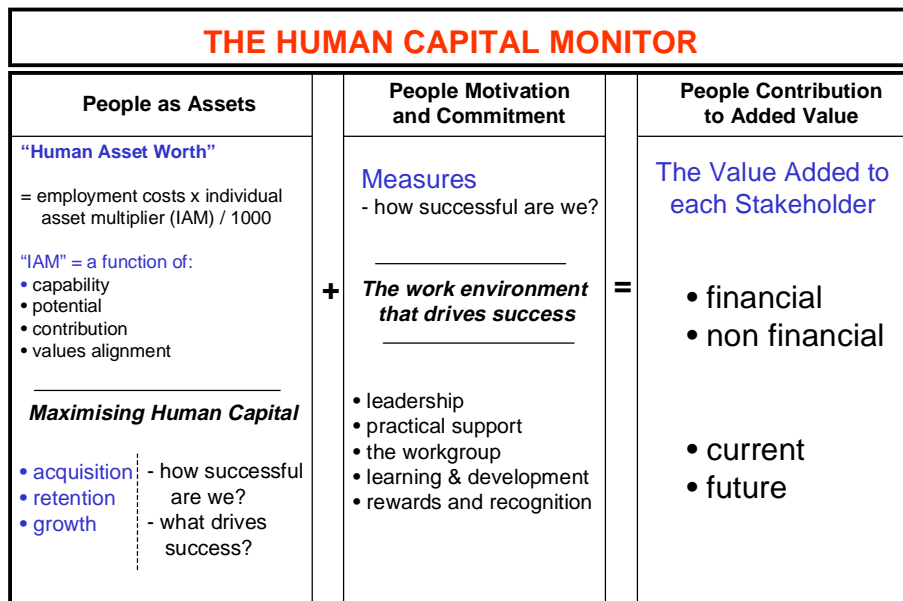 THE HUMAN CAPITAL MONITOR
People as Assets
“Human Asset Worth”
= employment costs x individual
asset multiplier (IAM) / 1000
“IAM” = a function of:
• capability
• potential
• contribution
• values alignment
Maximising Human Capital
• acquisition
• retention
• growth
- how successful
are we?
- what drives
success?
+
People Motivation
and Commitment
Measures
- how successful are we?
The work environment
that drives success
• leadership
• practical support
• the workgroup
• learning & development
• rewards and recognition
=
People Contribution
to Added Value
The Value Added to
each Stakeholder
• financial
• non financial
• current
• future